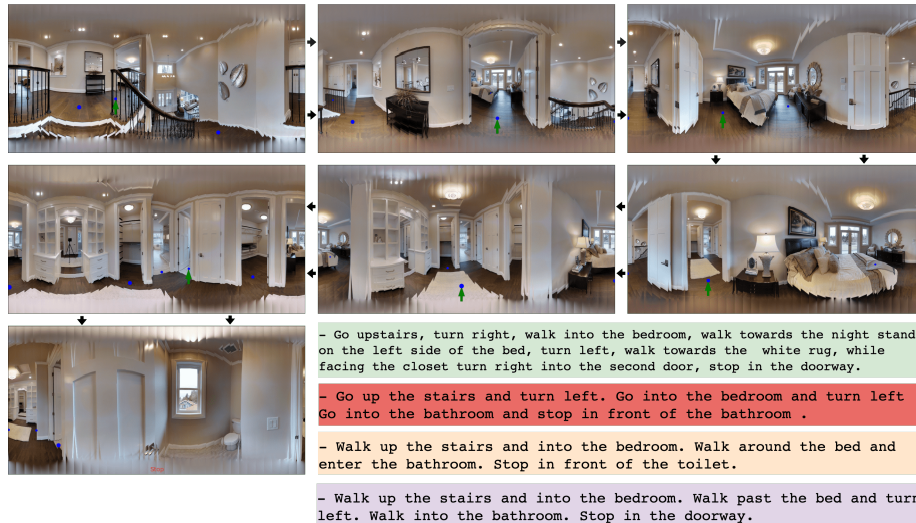 - Go upstairs, turn right, walk into the bedroom, walk towards the night stand
on the left side of the bed, turn left, walk towards the white rug, while
facing the closet turn right into the second door, stop in the doorway.
- Go up the stairs and turn left. Go into the bedroom and turn left
Go into the bathroom and stop in front of the bathroom .
- Walk up the stairs and into the bedroom. Walk around the bed and
enter the bathroom. Stop in front of the toilet.
- Walk up the stairs and into the bedroom. Walk past the bed and turn
left. Walk into the bathroom. Stop in the doorway.